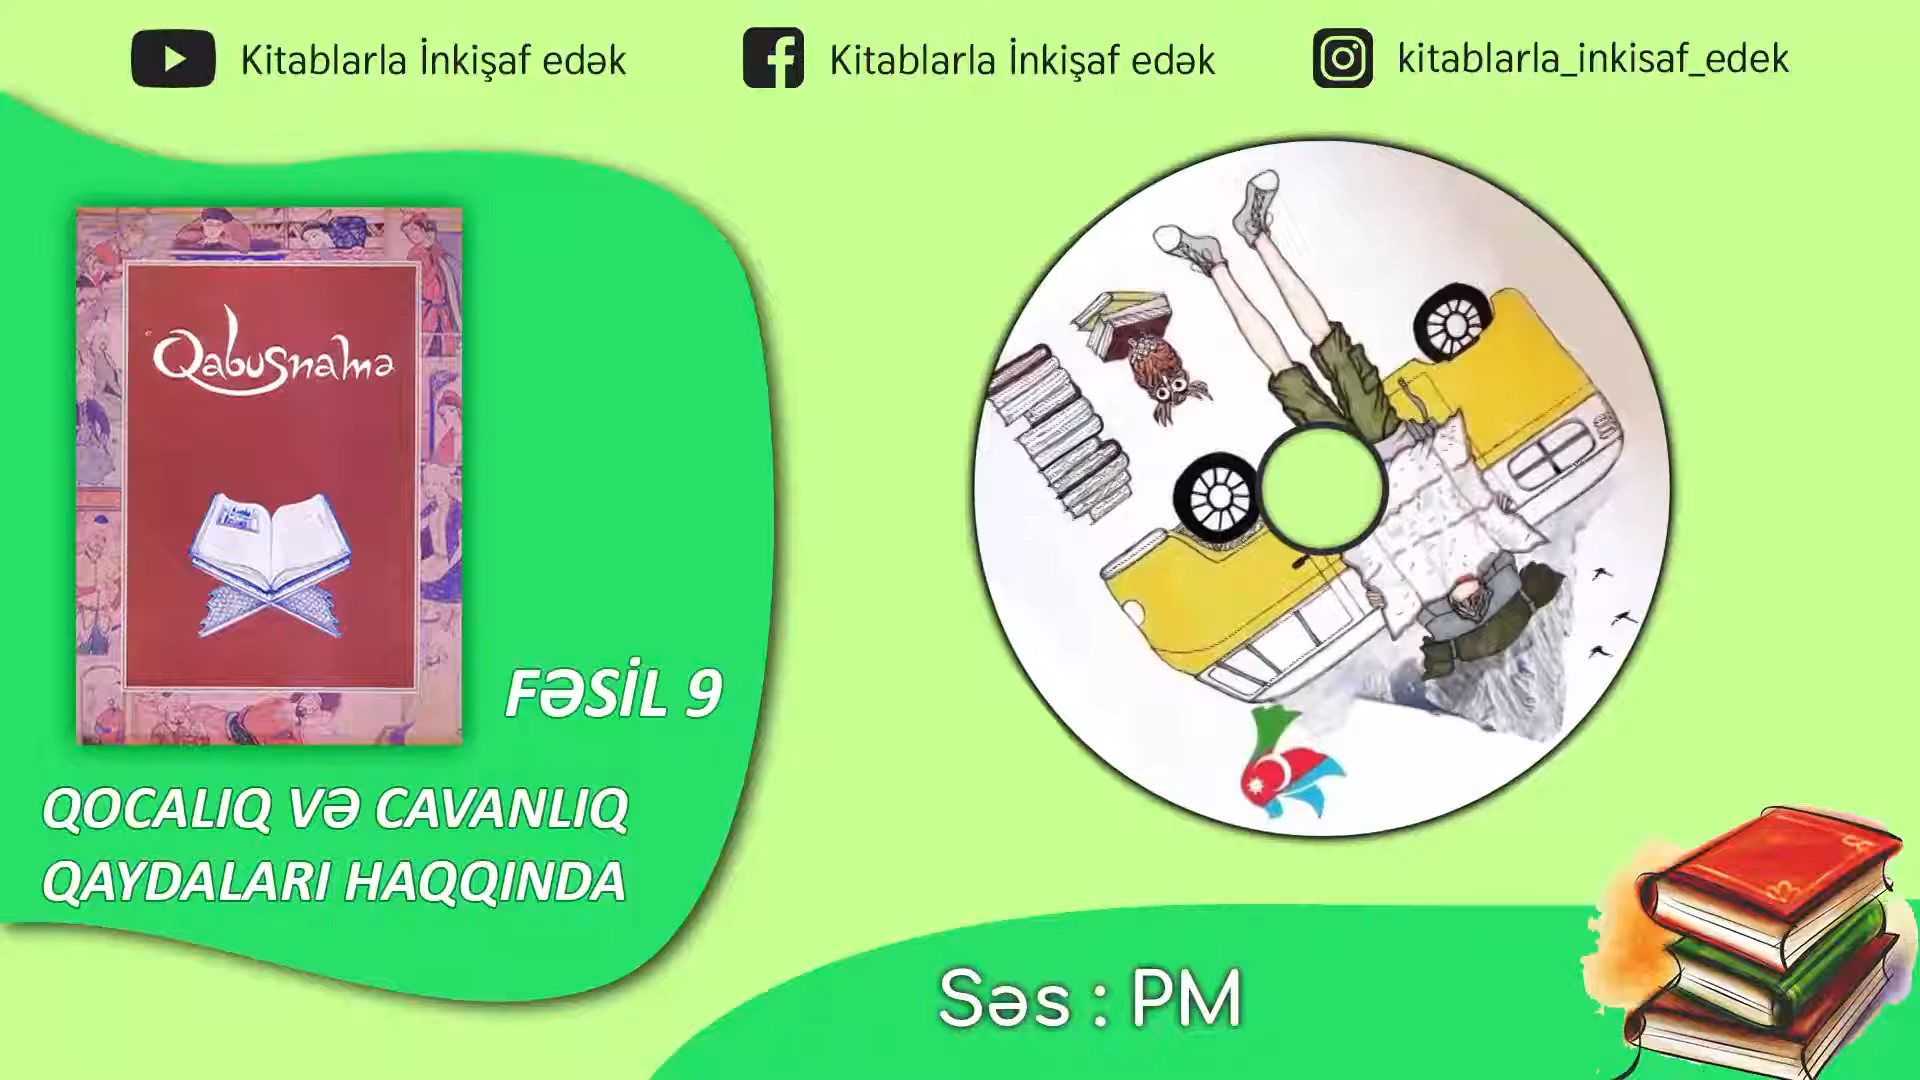 Kitablarla İnkişaf edək
Kitablarla İnkişaf edək
kitablarla_inkisaf_edek
Qabusnamə
FƏSİL 9
QOCALIQ VƏ CAVANLIQ
QAYDALARI HAQQINDA
Səs : PM